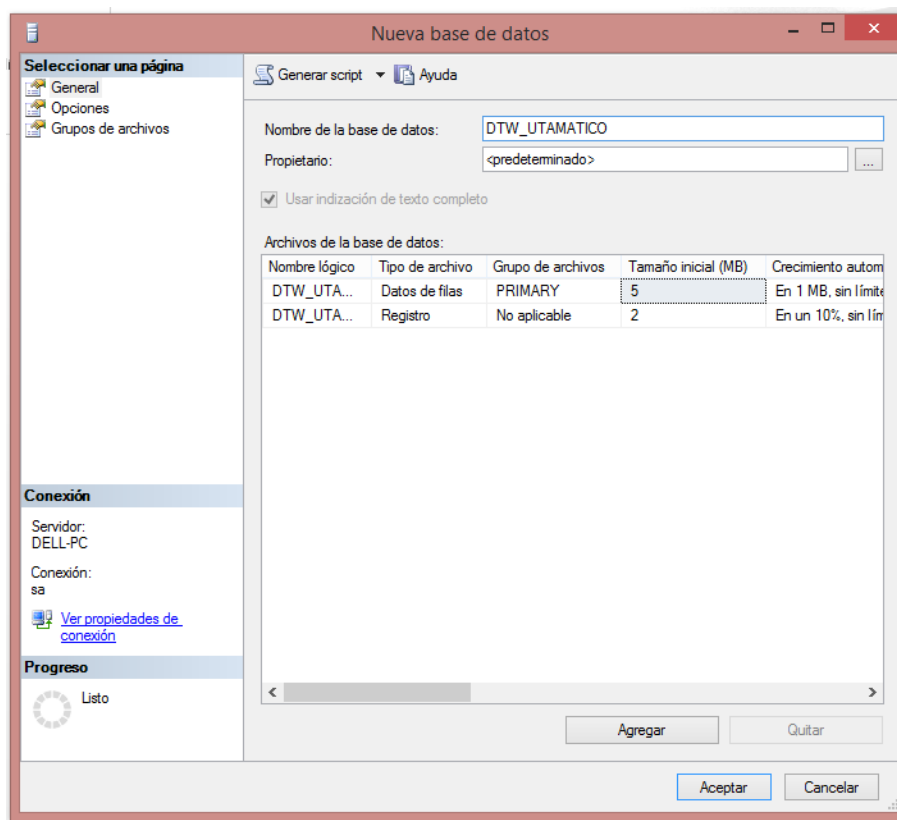 Nueva base de datos
Seleccionar una página
General
Opciones
Grupos de archivos
Generar script
Ayuda
Nombre de la base de datos: DTW_UTAMATICO
Propietario: <predeterminado> ...
Usar indización de texto completo
Archivos de la base de datos:
Nombre lógico Tipo de archivo Grupo de archivos Tamaño inicial (MB) Crecimiento autom
DTW_UTA... Datos de filas PRIMARY 5 En 1 MB, sin límite
DTW_UTA... Registro No aplicable 2 En un 10%, sin lím
Conexión
Servidor:
DELL-PC
Conexión:
sa
Ver propiedades de
conexión
Progreso
Listo
Agregar Quitar
Aceptar Cancelar